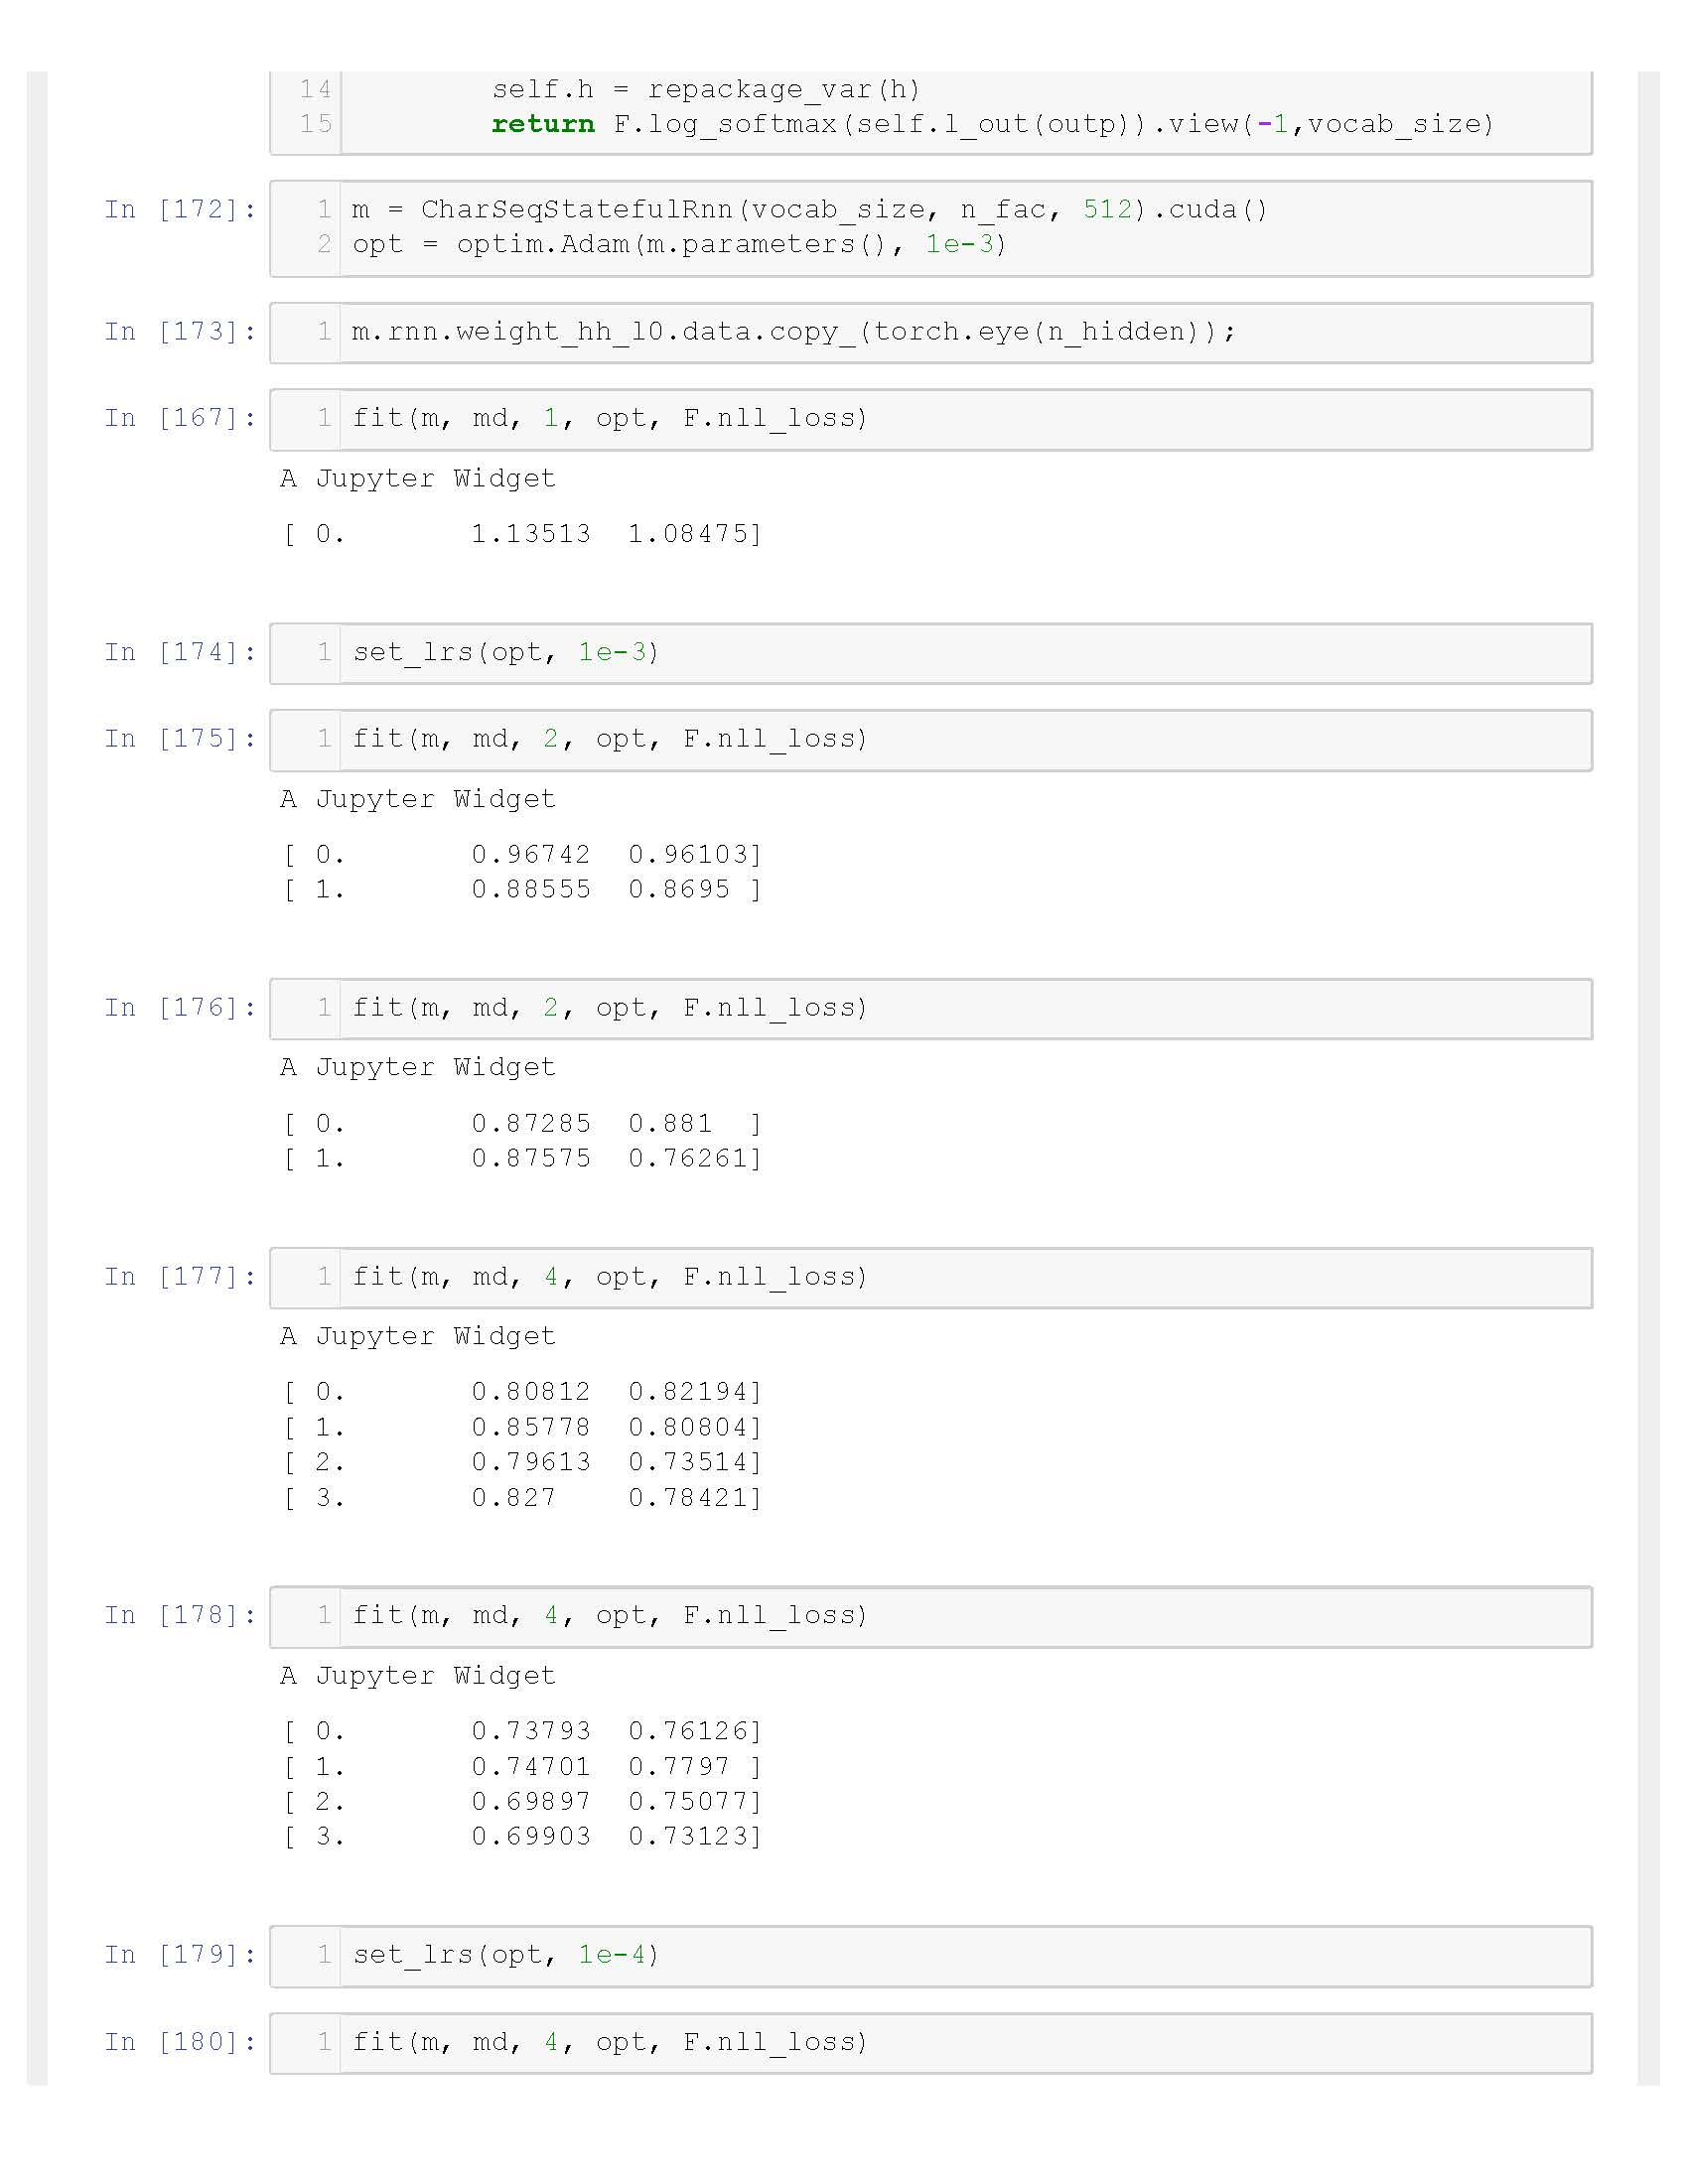 14 self.h = repackage_var(h)
15 return F.log_softmax(self.l_out(outp)).view(-1,vocab_size)
In [172]: 1 m = CharSeqStatefulRnn(vocab_size, n_fac, 512).cuda()
2 opt = optim.Adam(m.parameters(), 1e-3)
In [173]: 1 m.rnn.weight_hh_l0.data.copy_(torch.eye(n_hidden));
In [167]: 1 fit(m, md, 1, opt, F.nll_loss)
A Jupyter Widget
[ 0.       1.13513  1.08475]
In [174]: 1 set_lrs(opt, 1e-3)
In [175]: 1 fit(m, md, 2, opt, F.nll_loss)
A Jupyter Widget
[ 0.       0.96742  0.96103]
[ 1.       0.88555  0.8695 ]
In [176]: 1 fit(m, md, 2, opt, F.nll_loss)
A Jupyter Widget
[ 0.       0.87285  0.881  ]
[ 1.       0.87575  0.76261]
In [177]: 1 fit(m, md, 4, opt, F.nll_loss)
A Jupyter Widget
[ 0.       0.80812  0.82194]
[ 1.       0.85778  0.80804]
[ 2.       0.79613  0.73514]
[ 3.       0.827    0.78421]
In [178]: 1 fit(m, md, 4, opt, F.nll_loss)
A Jupyter Widget
[ 0.       0.73793  0.76126]
[ 1.       0.74701  0.7797 ]
[ 2.       0.69897  0.75077]
[ 3.       0.69903  0.73123]
In [179]: 1 set_lrs(opt, 1e-4)
In [180]: 1 fit(m, md, 4, opt, F.nll_loss)